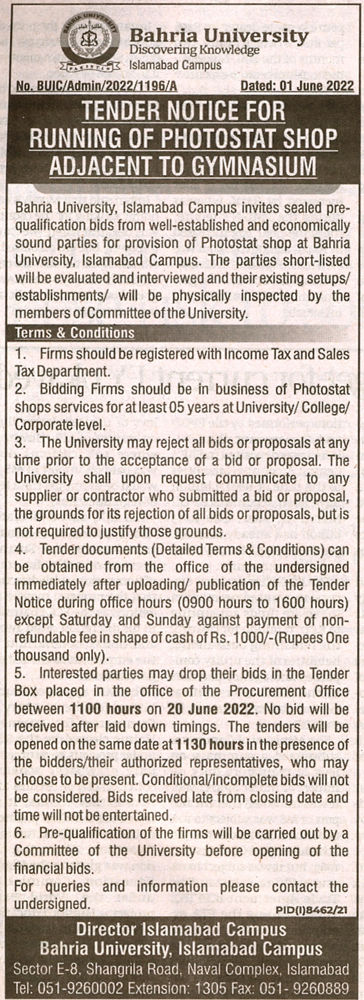 BAHRIA UNIVERSITY
PAKISTAN
Bahria University
Discovering Knowledge
Islamabad Campus
No. BUIC/Admin/2022/1196/A Dated: 01 June 2022
TENDER NOTICE FOR
RUNNING OF PHOTOSTAT SHOP
ADJACENT TO GYMNASIUM
Bahria University, Islamabad Campus invites sealed pre-
qualification bids from well-established and economically
sound parties for provision of Photostat shop at Bahria
University, Islamabad Campus. The parties short-listed
will be evaluated and interviewed and their existing setups/
establishments/ will be physically inspected by the
members of Committee of the University.
Terms & Conditions
1. Firms should be registered with Income Tax and Sales
Tax Department.
2. Bidding Firms should be in business of Photostat
shops services for at least 05 years at University/ College/
Corporate level.
3. The University may reject all bids or proposals at any
time prior to the acceptance of a bid or proposal. The
University shall upon request communicate to any
supplier or contractor who submitted a bid or proposal,
the grounds for its rejection of all bids or proposals, but is
not required to justify those grounds.
4. Tender documents (Detailed Terms & Conditions) can
be obtained from the office of the undersigned
immediately after uploading/ publication of the Tender
Notice during office hours (0900 hours to 1600 hours)
except Saturday and Sunday against payment of non-
refundable fee in shape of cash of Rs. 1000/-(Rupees One
thousand only).
5. Interested parties may drop their bids in the Tender
Box placed in the office of the Procurement Office
between 1100 hours on 20 June 2022. No bid will be
received after laid down timings. The tenders will be
opened on the same date at 1130 hours in the presence of
the bidders/their authorized representatives, who may
choose to be present. Conditional/incomplete bids will not
be considered. Bids received late from closing date and
time will not be entertained.
6. Pre-qualification of the firms will be carried out by a
Committee of the University before opening of the
financial bids.
For queries and information please contact the
undersigned. PID(I)8462/21
Director Islamabad Campus
Bahria University, Islamabad Campus
Sector E-8, Shangrila Road, Naval Complex, Islamabad
Tel: 051-9260002 Extension: 1305 Fax: 051- 9260889